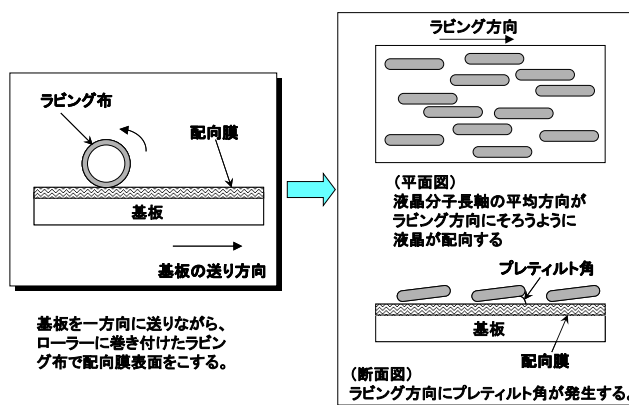 ラビング布
配向膜
基板
基板の送り方向
基板を一方向に送りながら、
ローラーに巻き付けたラビン
グ布で配向膜表面をこする。
ラビング方向
(平面図)
液晶分子長軸の平均方向が
ラビング方向にそろうように
液晶が配向する
プレティルト角
基板
配向膜
(断面図)
ラビング方向にプレティルト角が発生する。